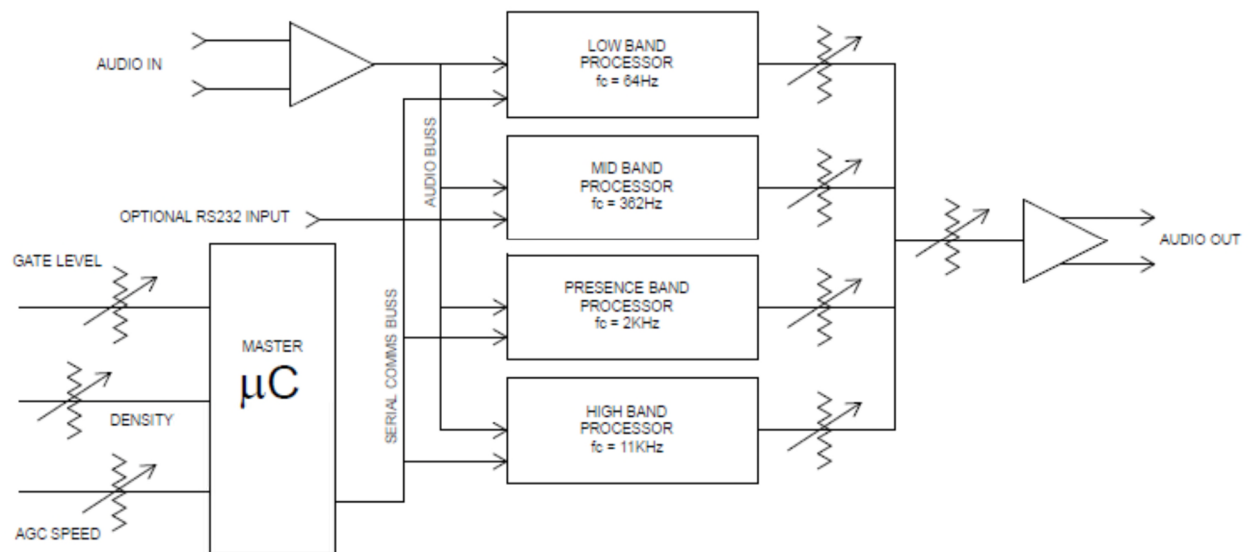 AUDIO IN
LOW BAND
PROCESSOR
fc = 64Hz
AUDIO BUSS
MID BAND
PROCESSOR
fc = 362Hz
OPTIONAL RS232 INPUT
GATE LEVEL
AUDIO OUT
PRESENCE BAND
PROCESSOR
fc = 2KHz
MASTER
μC
SERIAL COMMS BUSS
DENSITY
HIGH BAND
PROCESSOR
fc = 11KHz
AGC SPEED